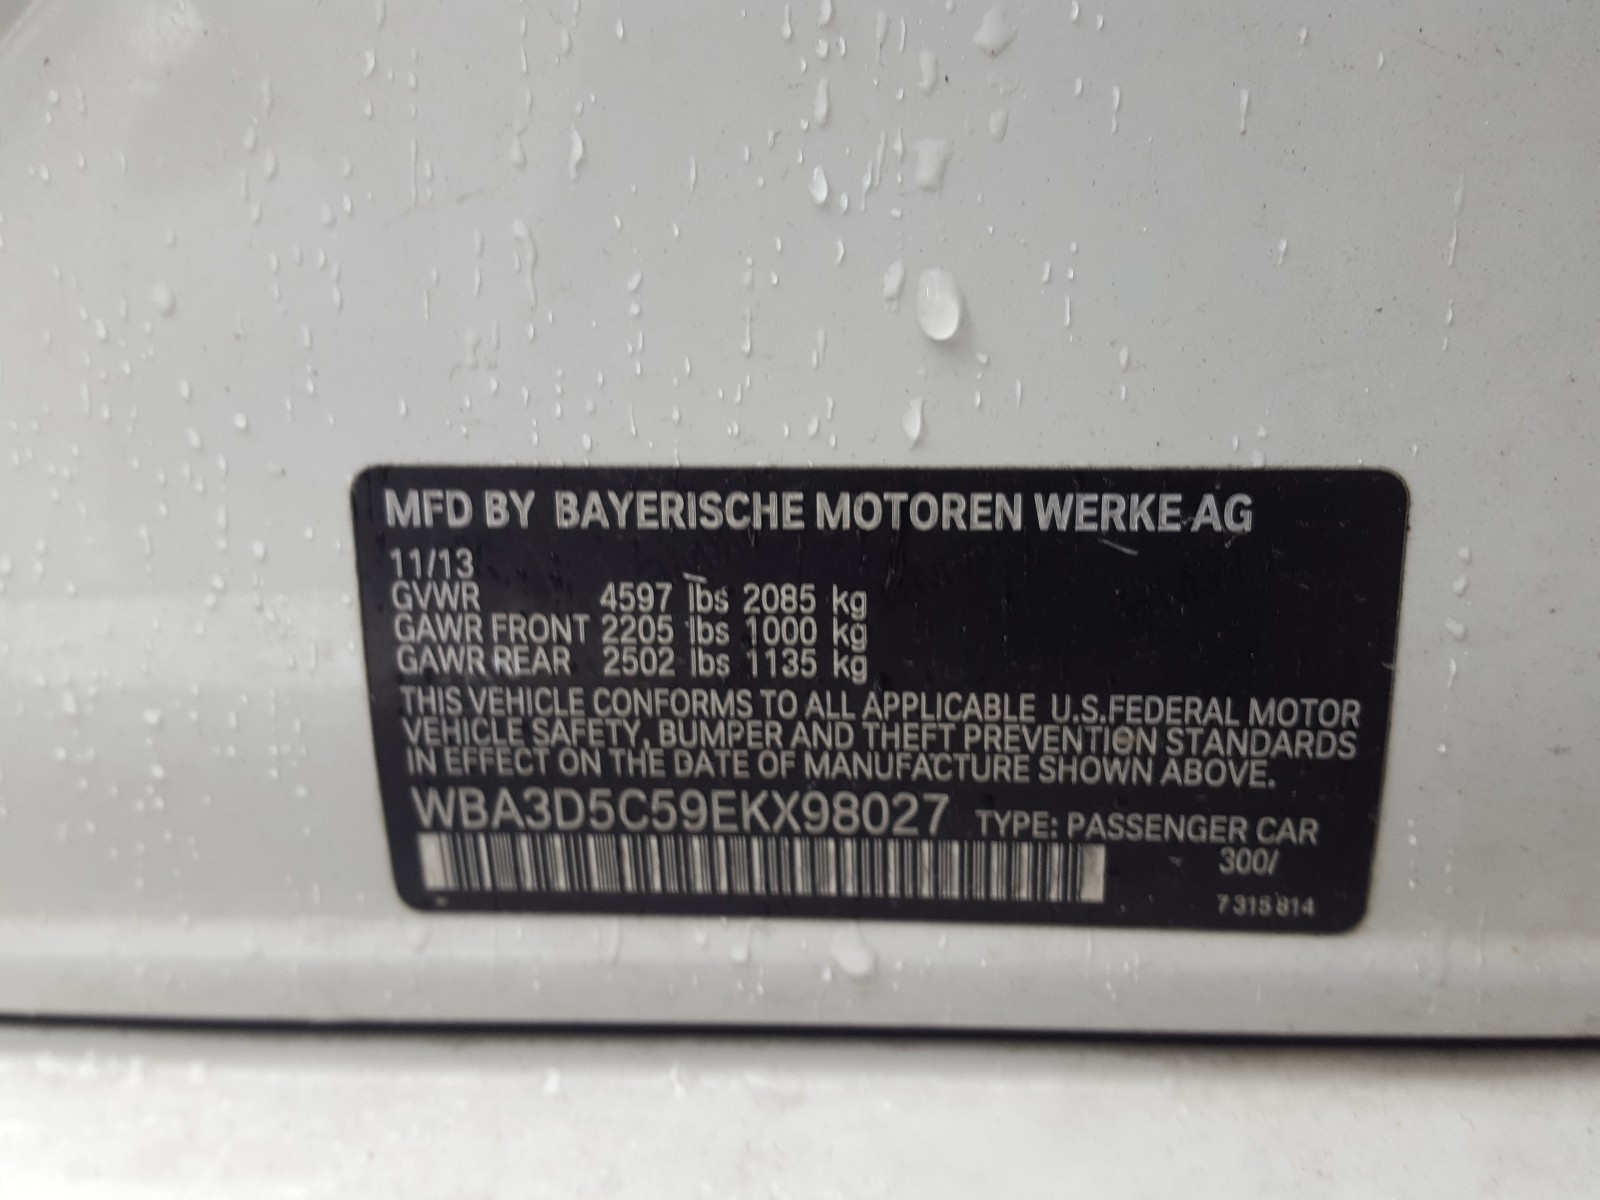 MFD BY BAYERISCHE MOTOREN WERKE AG
11/13
GVWR 4597 lbs 2085 kg
GAWR FRONT 2205 lbs 1000 kg
GAWR REAR 2502 lbs 1135 kg
THIS VEHICLE CONFORMS TO ALL APPLICABLE U.S.FEDERAL MOTOR
VEHICLE SAFETY, BUMPER AND THEFT PREVENTION STANDARDS
IN EFFECT ON THE DATE OF MANUFACTURE SHOWN ABOVE.
WBA3D5C59EKX98027 TYPE: PASSENGER CAR
300/
7 315 814